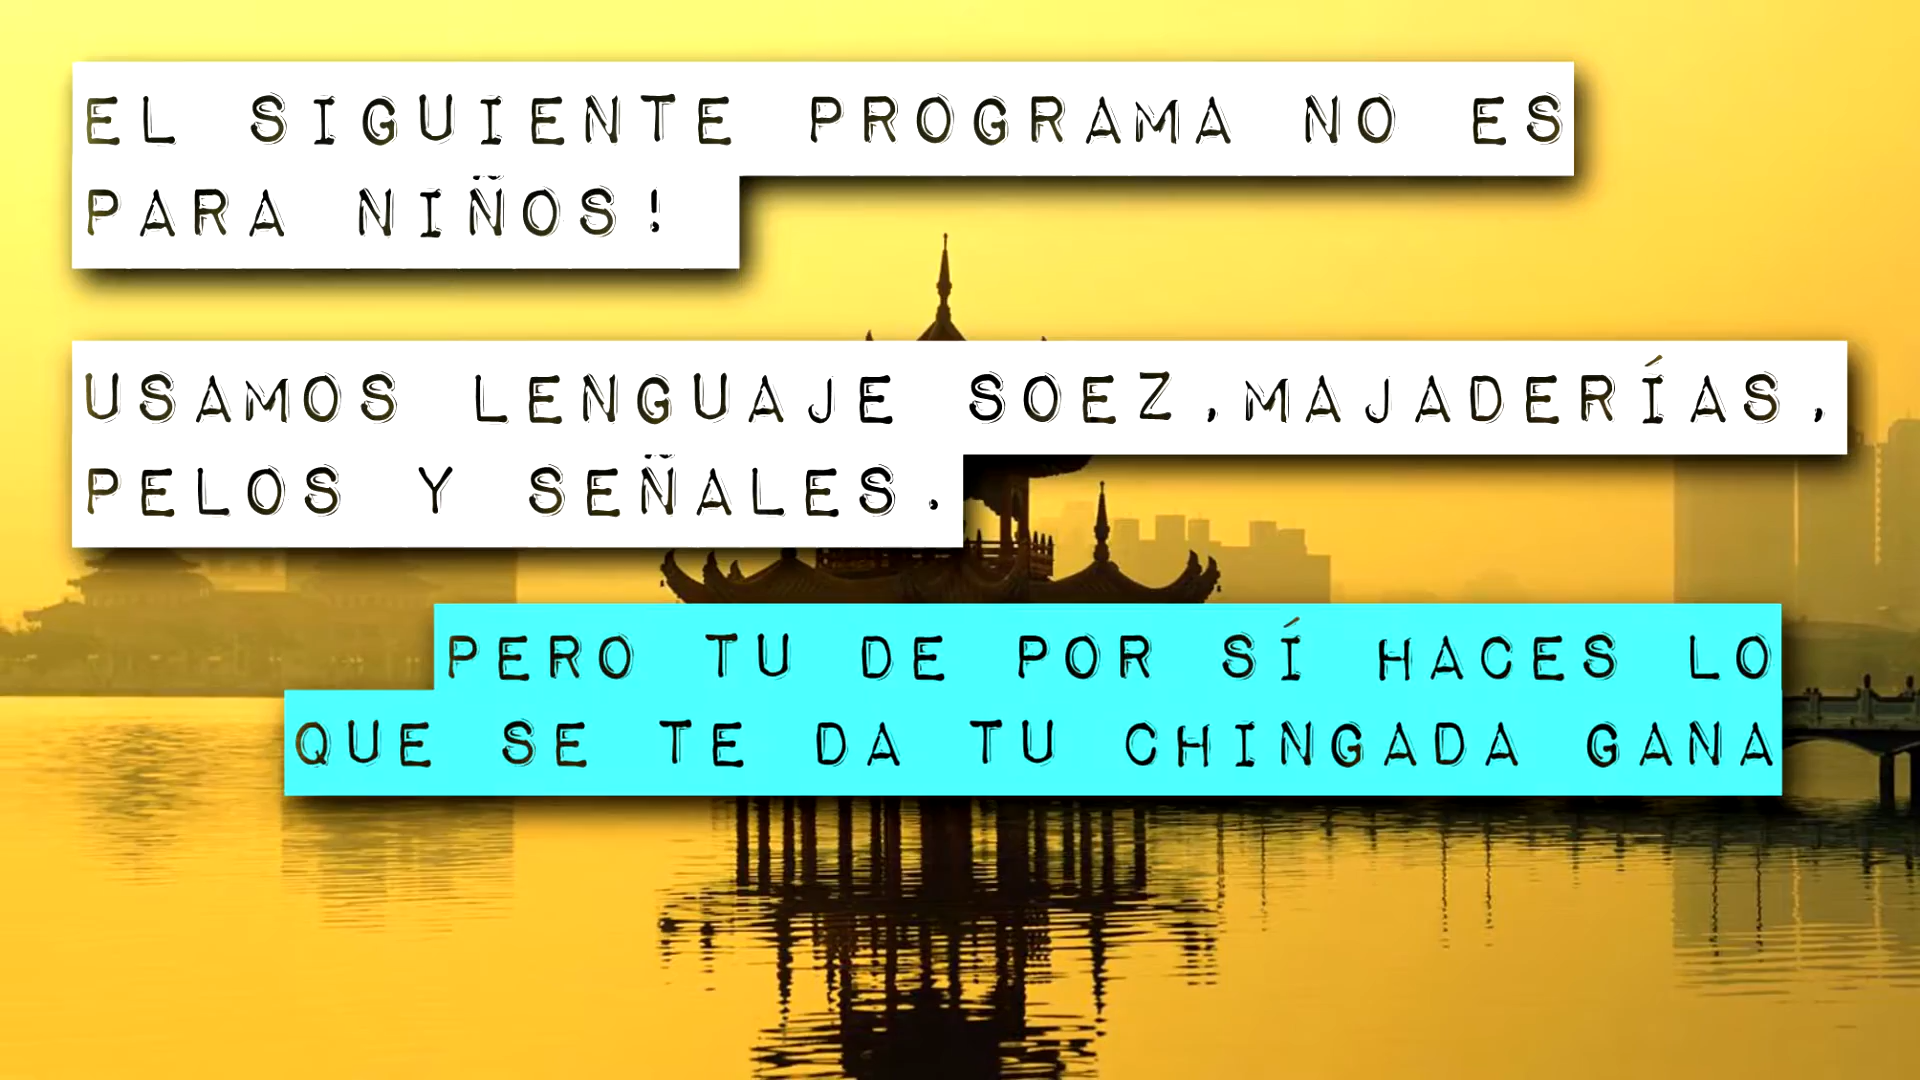 EL SIGUIENTE PROGRAMA NO ES
PARA NIÑOS!
USAMOS LENGUAJE SOEZ,MAJADERÍAS,
PELOS Y SEÑALES.
PERO TU DE POR SÍ HACES LO
QUE SE TE DA TU CHINGADA GANA